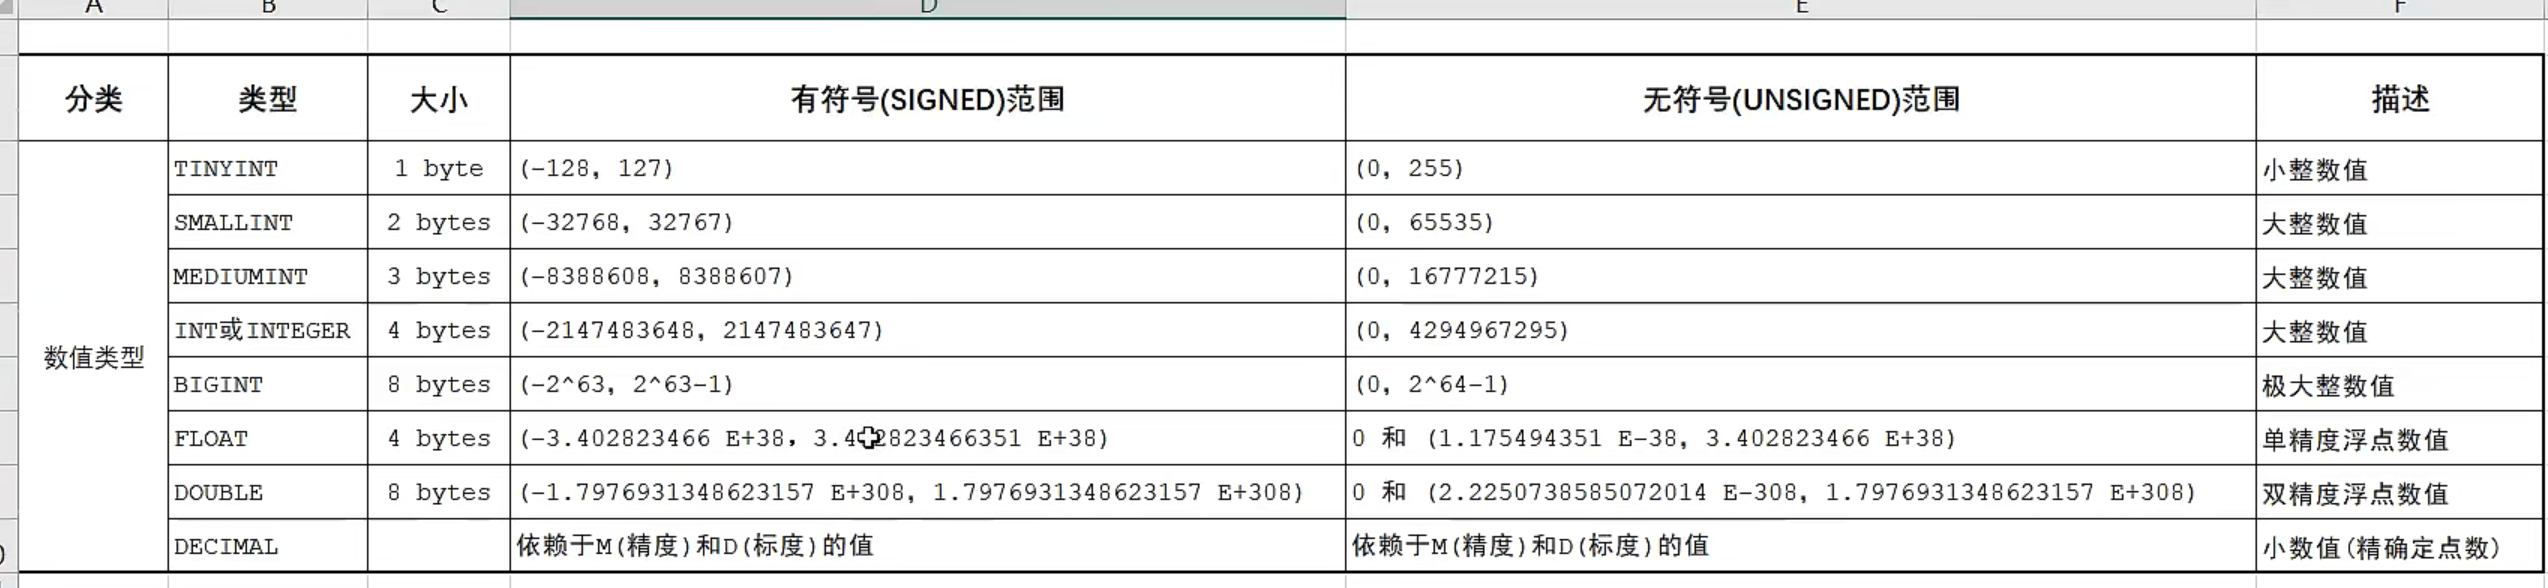 A B C D E F
分类 类型 大小 有符号(SIGNED)范围 无符号(UNSIGNED)范围 描述
TINYINT 1 byte (-128, 127) (0, 255) 小整数值
SMALLINT 2 bytes (-32768, 32767) (0, 65535) 大整数值
MEDIUMINT 3 bytes (-8388608, 8388607) (0, 16777215) 大整数值
INT或INTEGER 4 bytes (-2147483648, 2147483647) (0, 4294967295) 大整数值
数值类型
BIGINT 8 bytes (-2^63, 2^63-1) (0, 2^64-1) 极大整数值
FLOAT 4 bytes (-3.402823466 E+38, E+38) 0 和 (1.175494351 E-38, 3.402823466 E+38) 单精度浮点数值
DOUBLE 8 bytes (-1.7976931348623157 E+308, 1.7976931348623157 E+308) 0 和 (2.2250738585072014 E-308, 1.7976931348623157 E+308) 双精度浮点数值
DECIMAL 依赖于M(精度)和D(标度)的值 依赖于M(精度)和D(标度)的值 小数值(精确定点数)